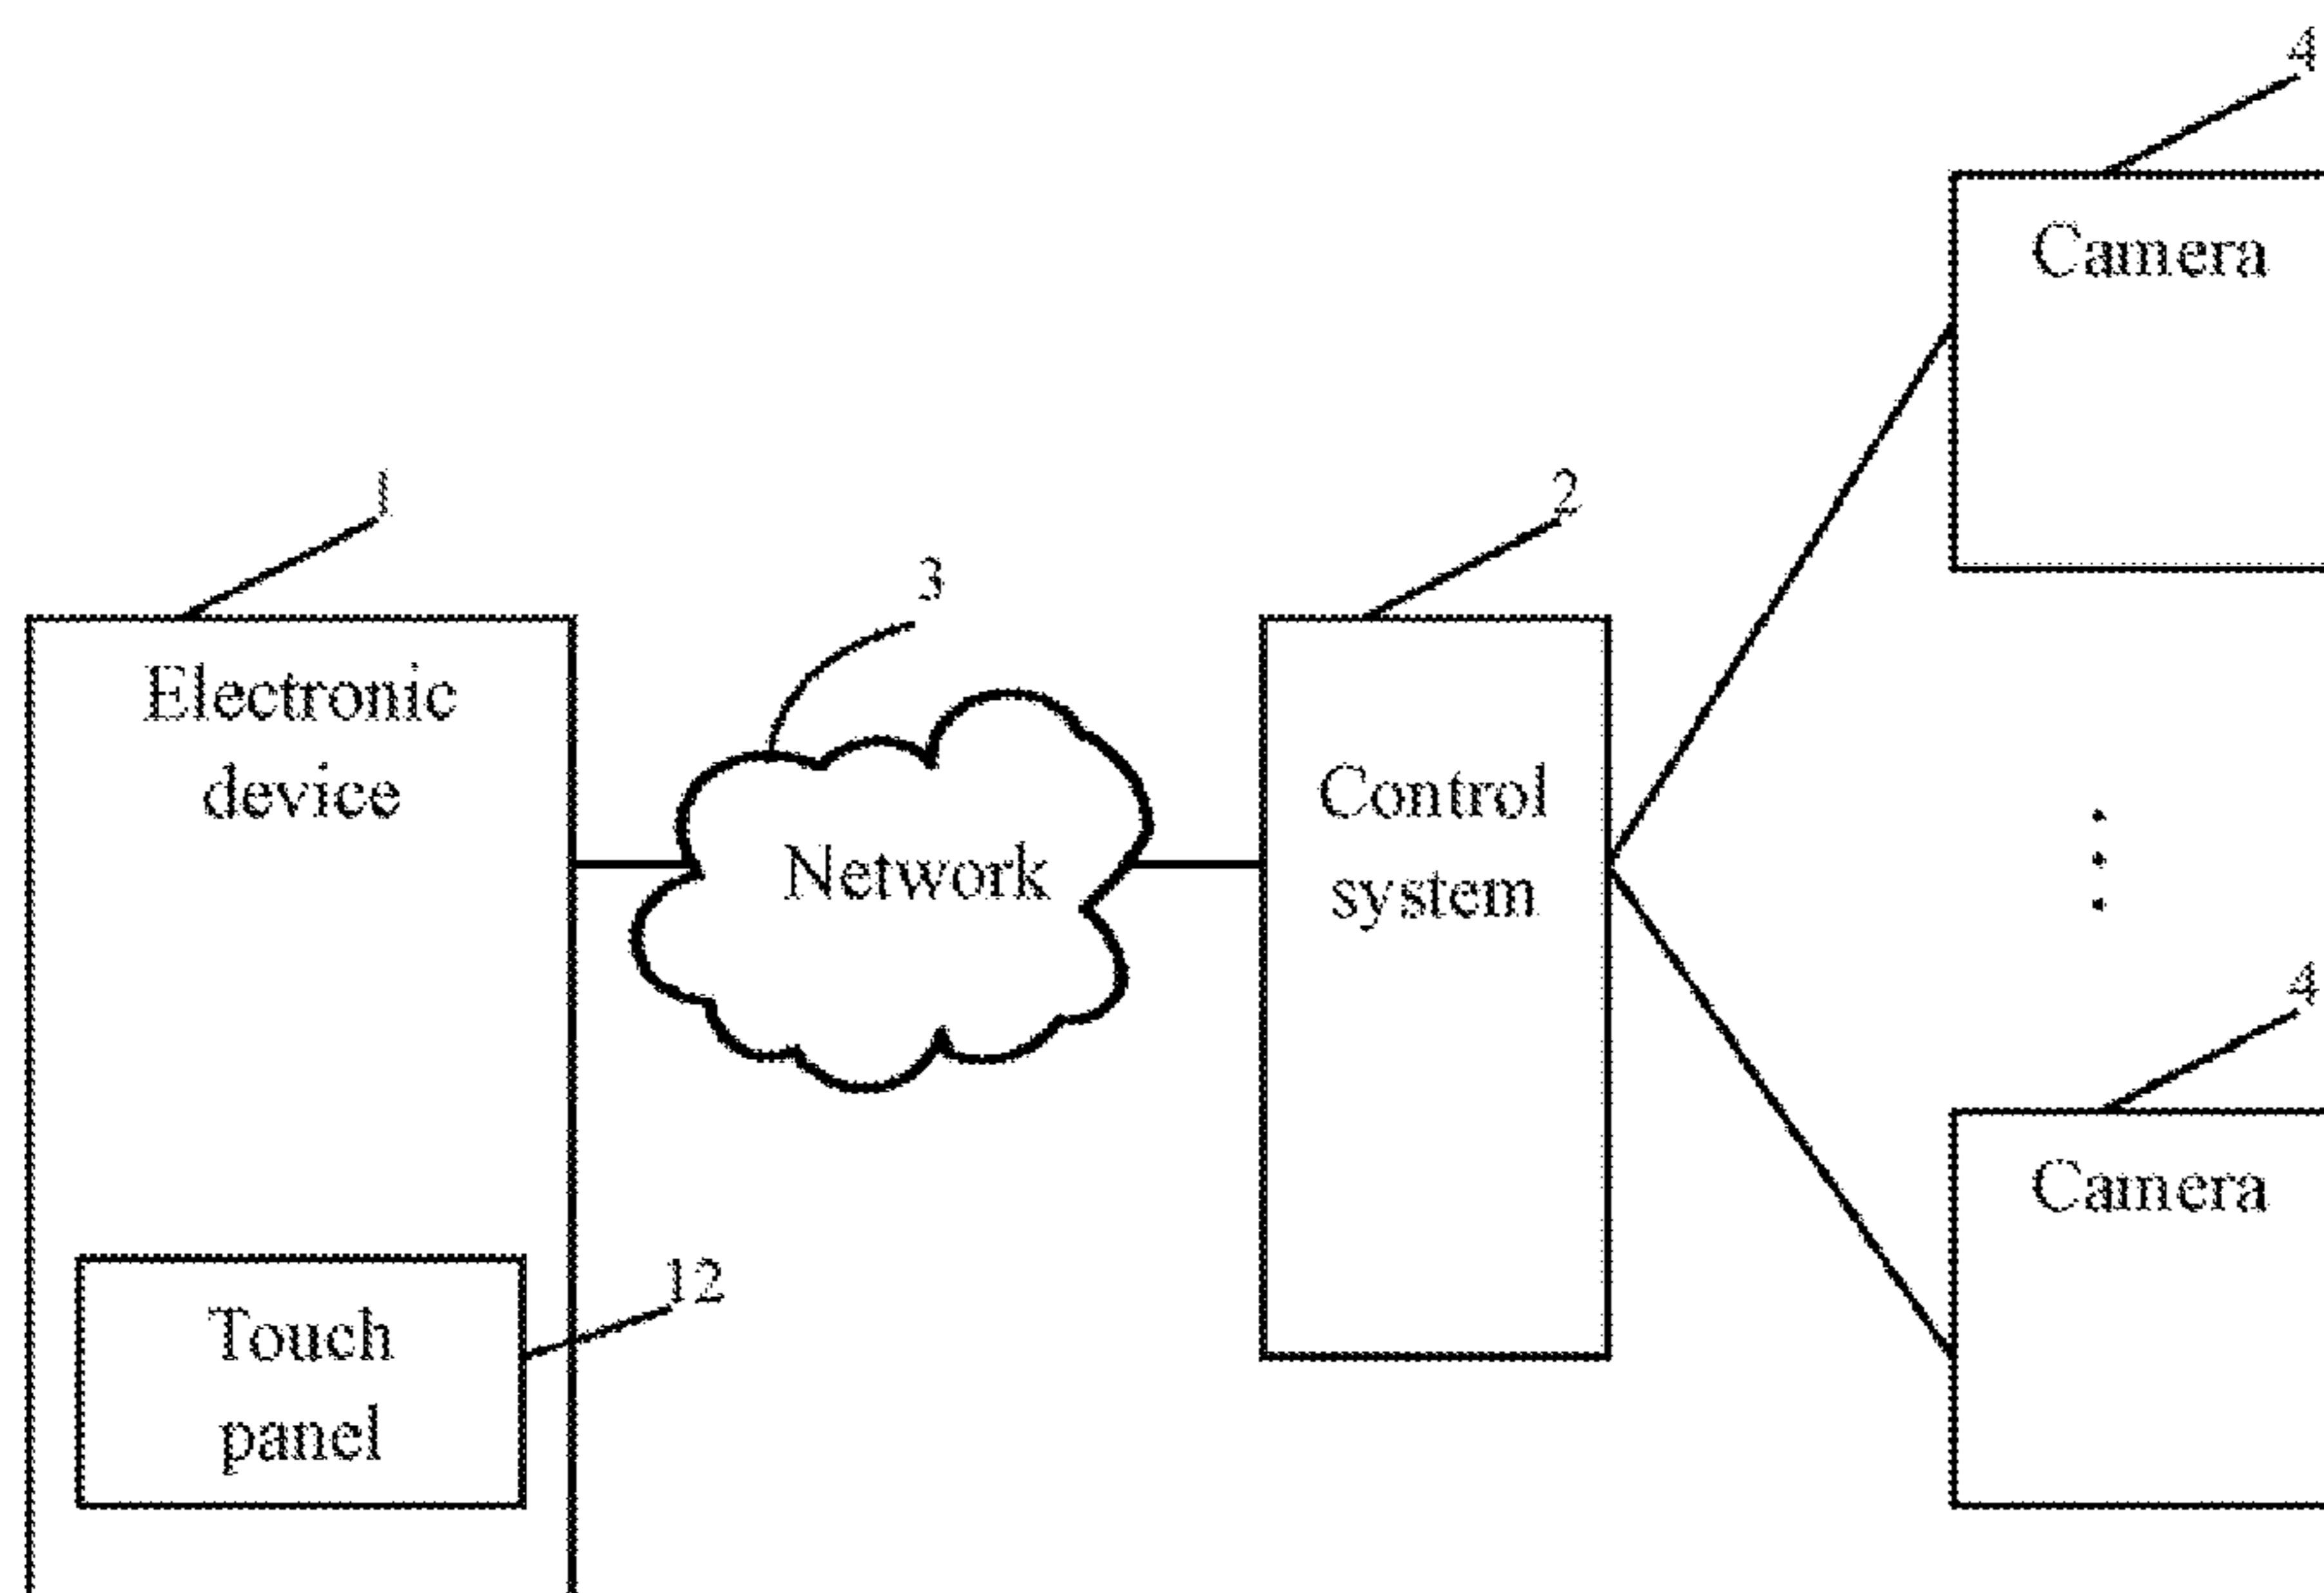 4
Camera
1
2
3
Electronic
device
Control
system
Network
4
Camera
12
Touch
panel